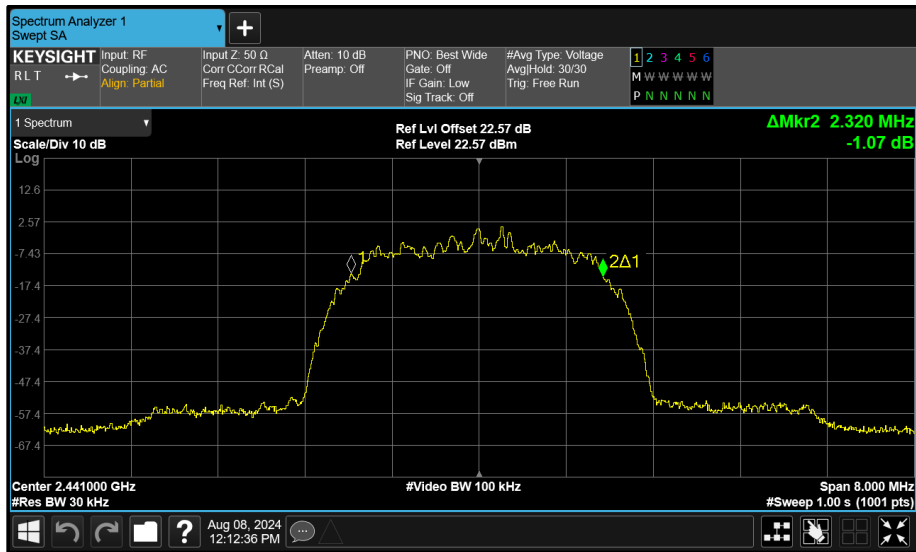 Spectrum Analyzer 1
Swept SA
+
KEYSIGHT
RLT
LXI
Input: RF
Coupling: AC
Align: Partial
Input Z: 50 Ω
Corr CCorr RCal
Freq Ref: Int (S)
Atten: 10 dB
Preamp: Off
PNO: Best Wide
Gate: Off
IF Gain: Low
Sig Track: Off
#Avg Type: Voltage
Avg|Hold: 30/30
Trig: Free Run
1 2 3 4 5 6
M W W W W W
P N N N N N
1 Spectrum
Scale/Div 10 dB
Ref Lvl Offset 22.57 dB
Ref Level 22.57 dBm
ΔMkr2 2.320 MHz
-1.07 dB
Log
12.6
2.57
-7.43
-17.4
-27.4
-37.4
-47.4
-57.4
-67.4
1
2Δ1
Center 2.441000 GHz
#Res BW 30 kHz
#Video BW 100 kHz
Span 8.000 MHz
#Sweep 1.00 s (1001 pts)
?
Aug 08, 2024
12:12:36 PM